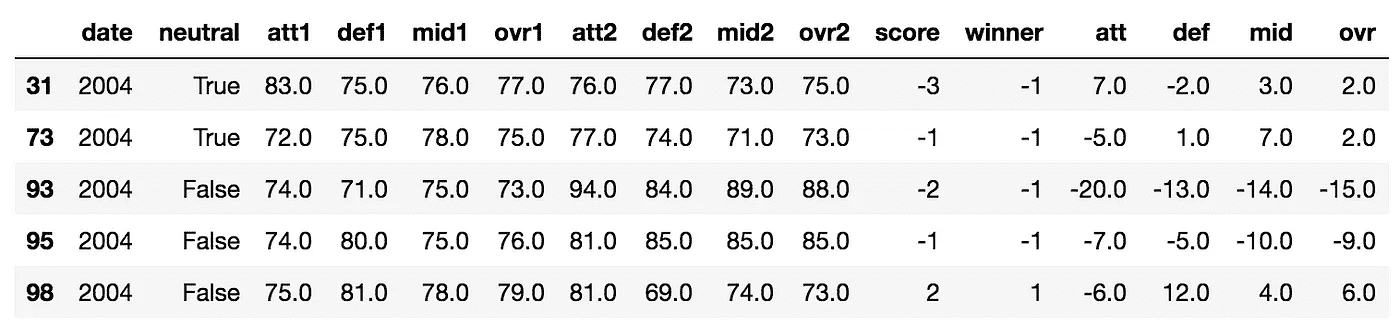 date neutral att1 def1 mid1 ovr1 att2 def2 mid2 ovr2 score winner att def mid ovr
31 2004 True 83.0 75.0 76.0 77.0 76.0 77.0 73.0 75.0 -3 -1 7.0 -2.0 3.0 2.0
73 2004 True 72.0 75.0 78.0 75.0 77.0 74.0 71.0 73.0 -1 -1 -5.0 1.0 7.0 2.0
93 2004 False 74.0 71.0 75.0 73.0 94.0 84.0 89.0 88.0 -2 -1 -20.0 -13.0 -14.0 -15.0
95 2004 False 74.0 80.0 75.0 76.0 81.0 85.0 85.0 85.0 -1 -1 -7.0 -5.0 -10.0 -9.0
98 2004 False 75.0 81.0 78.0 79.0 81.0 69.0 74.0 73.0 2 1 -6.0 12.0 4.0 6.0